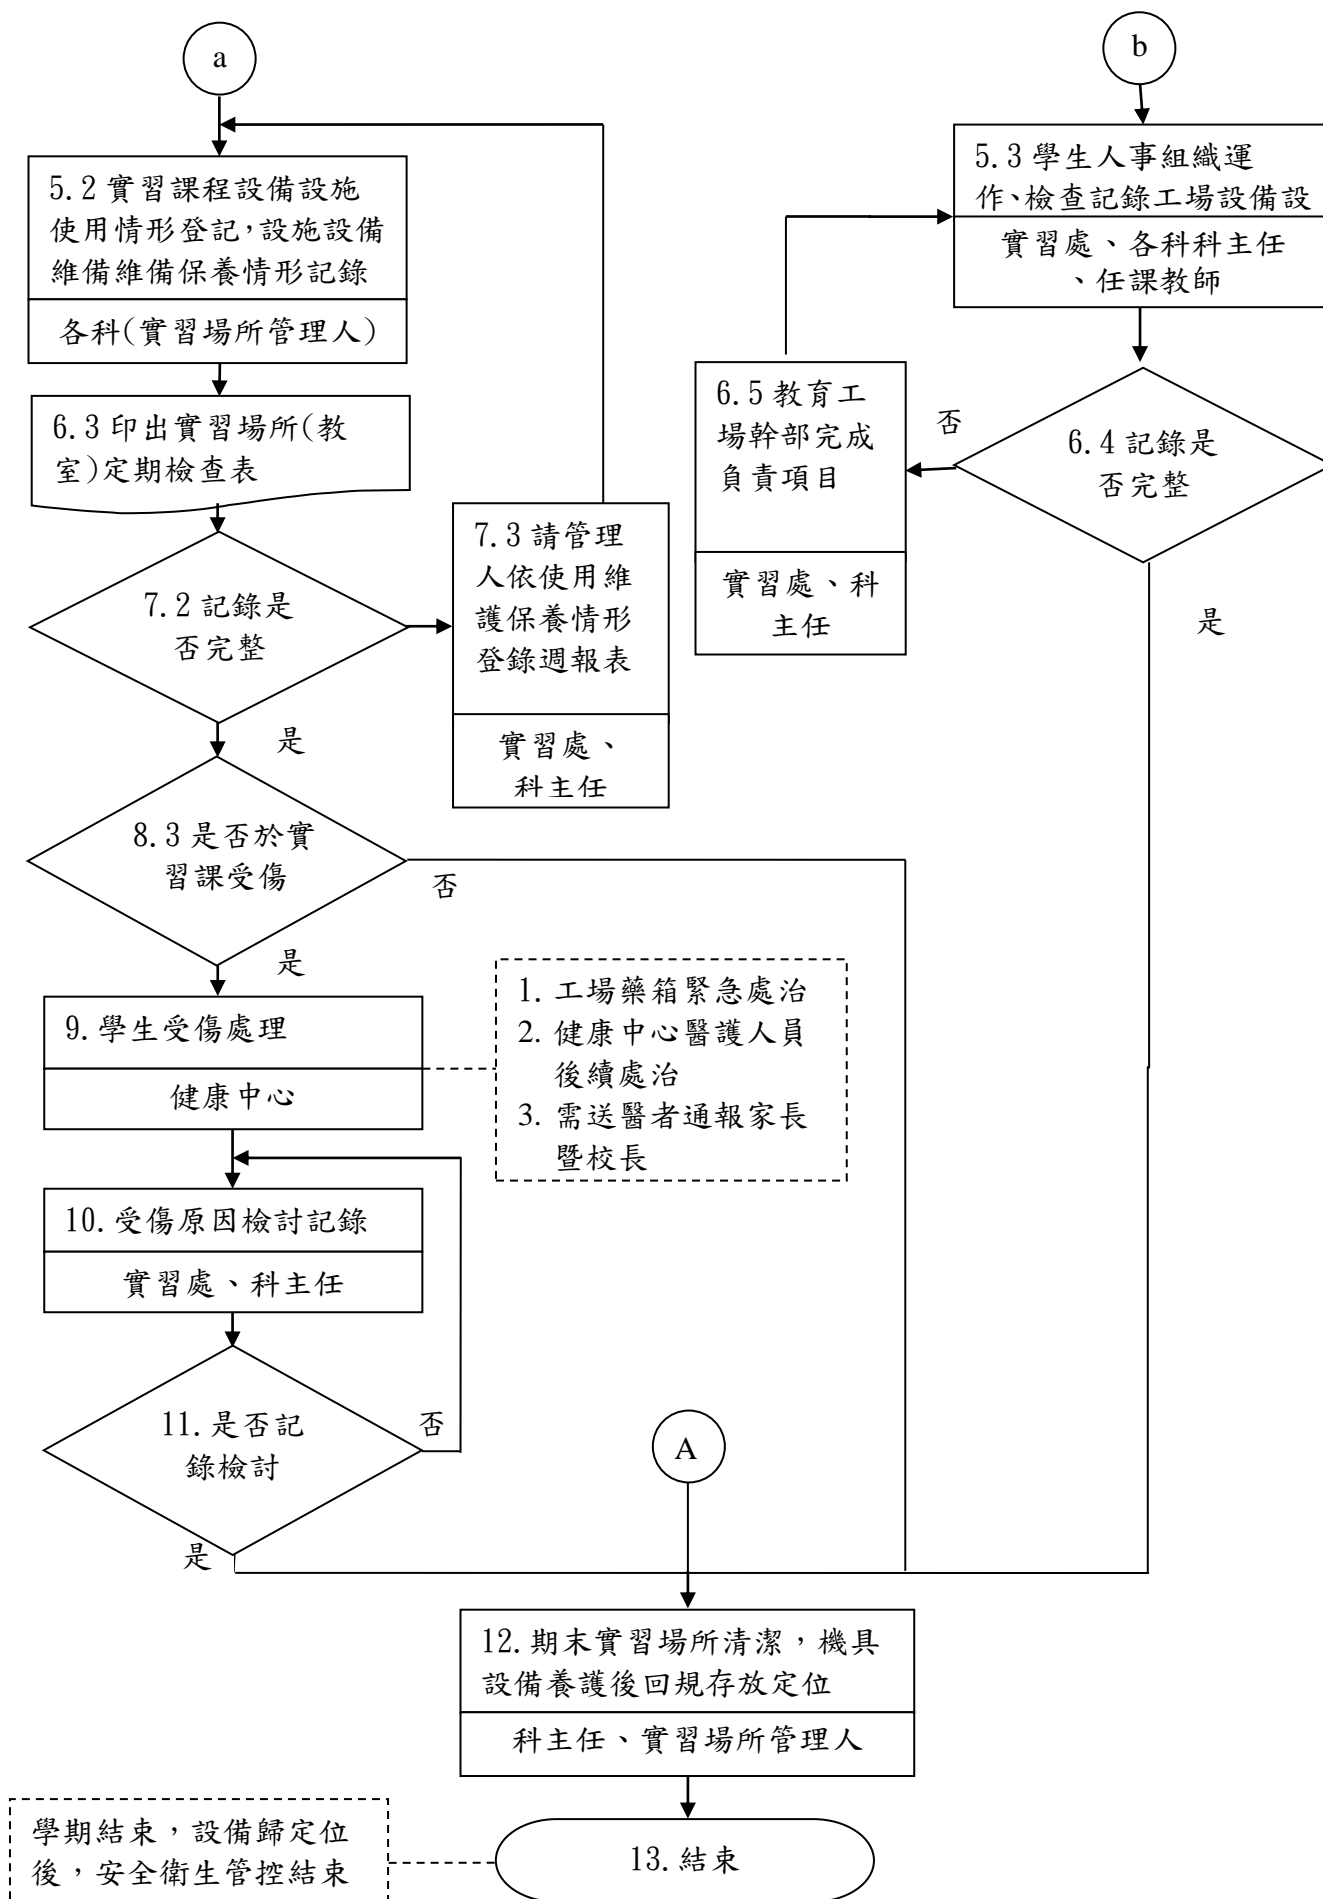 a
5.2 實習課程設備設施
使用情形登記,設施設備
維備維備保養情形記錄
各科(實習場所管理人)
6.3 印出實習場所(教
室)定期檢查表
7.2 記錄是
否完整
7.3 請管理
人依使用維
護保養情形
登錄週報表
實習處、
科主任
是
8.3 是否於實
習課受傷
否
是
9. 學生受傷處理
健康中心
1. 工場藥箱緊急處治
2. 健康中心醫護人員
後續處治
3. 需送醫者通報家長
暨校長
10. 受傷原因檢討記錄
實習處、科主任
11. 是否記
錄檢討
否
是
b
5.3 學生人事組織運
作、檢查記錄工場設備設
實習處、各科科主任
、任課教師
6.4 記錄是
否完整
否
6.5 教育工
場幹部完成
負責項目
實習處、科
主任
是
A
12. 期末實習場所清潔,機具
設備養護後回規存放定位
科主任、實習場所管理人
13. 結束
學期結束,設備歸定位
後,安全衛生管控結束